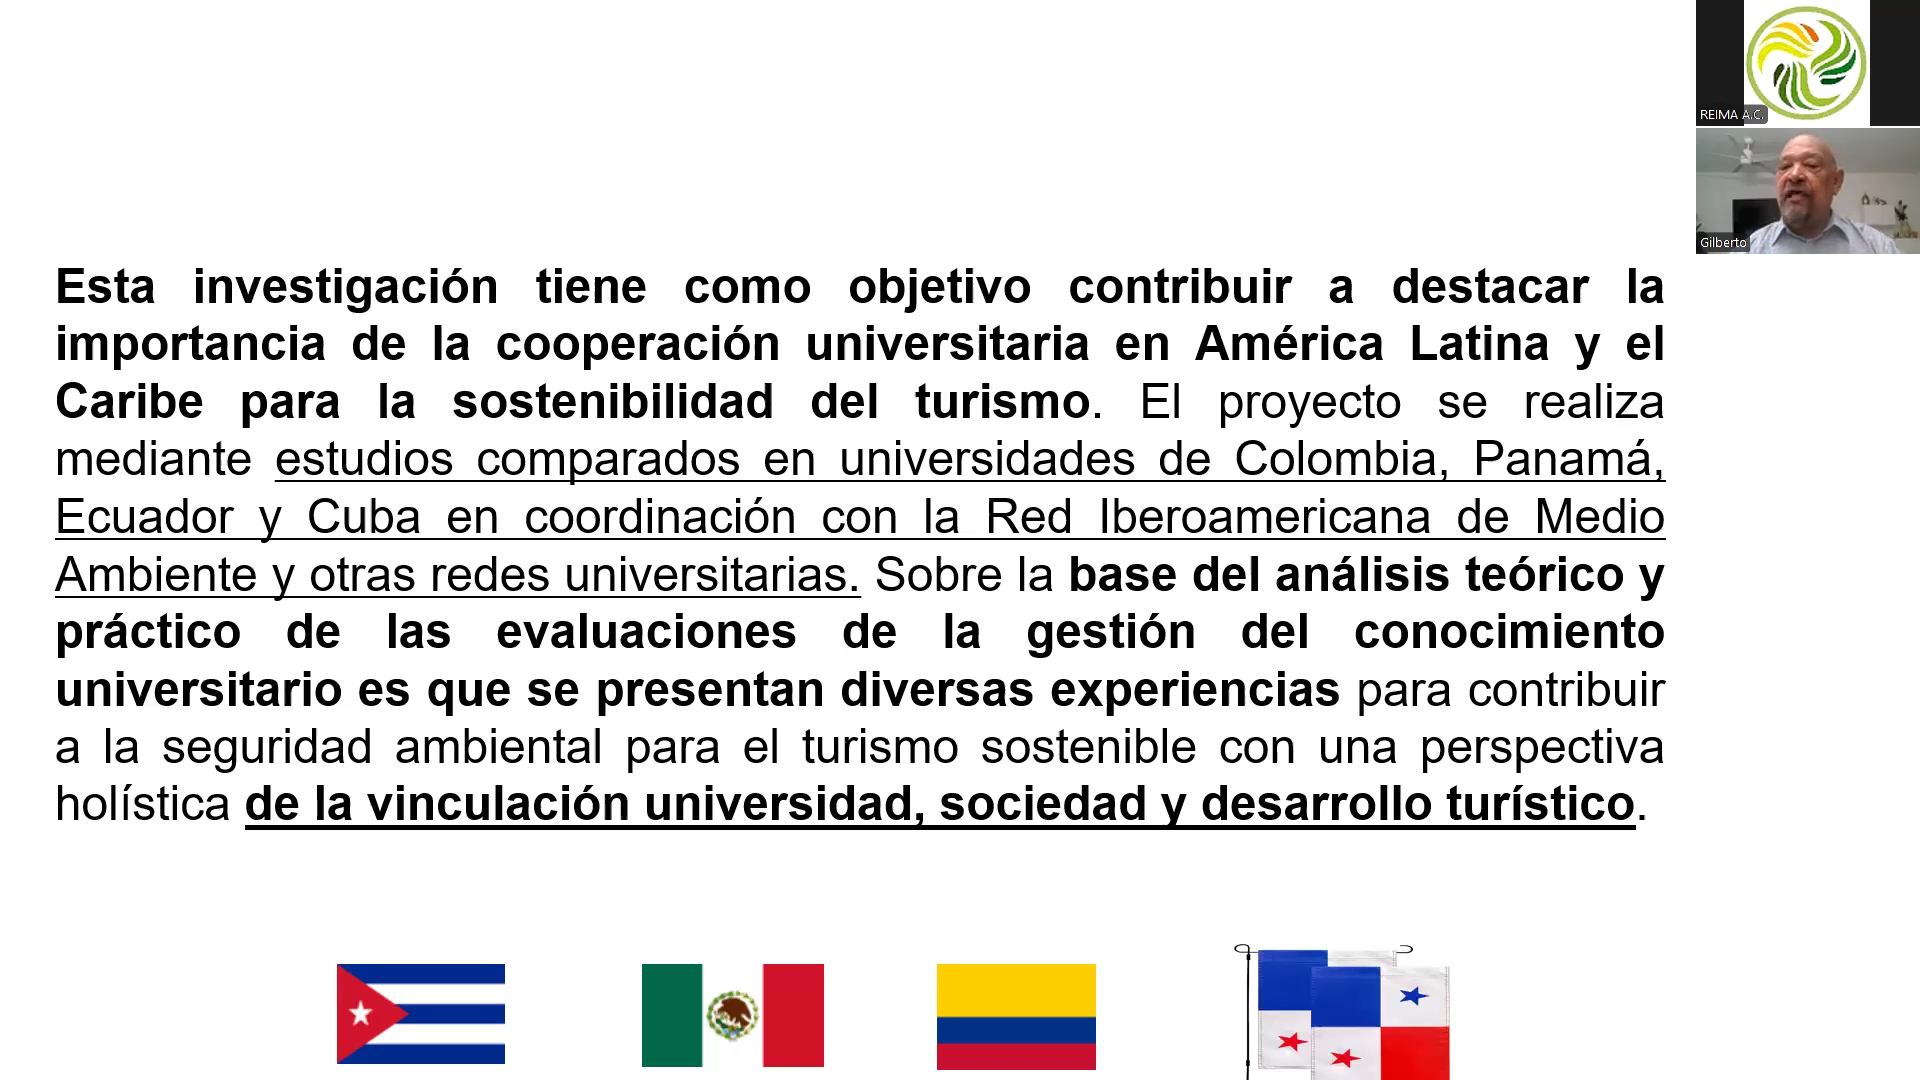 REIMA A.C.
Gilberto
Esta investigación tiene como objetivo contribuir a destacar la
importancia de la cooperación universitaria en América Latina y el
Caribe para la sostenibilidad del turismo. El proyecto se realiza
mediante estudios comparados en universidades de Colombia, Panamá,
Ecuador y Cuba en coordinación con la Red Iberoamericana de Medio
Ambiente y otras redes universitarias. Sobre la base del análisis teórico y
práctico de las evaluaciones de la gestión del conocimiento
universitario es que se presentan diversas experiencias para contribuir
a la seguridad ambiental para el turismo sostenible con una perspectiva
holística de la vinculación universidad, sociedad y desarrollo turístico.